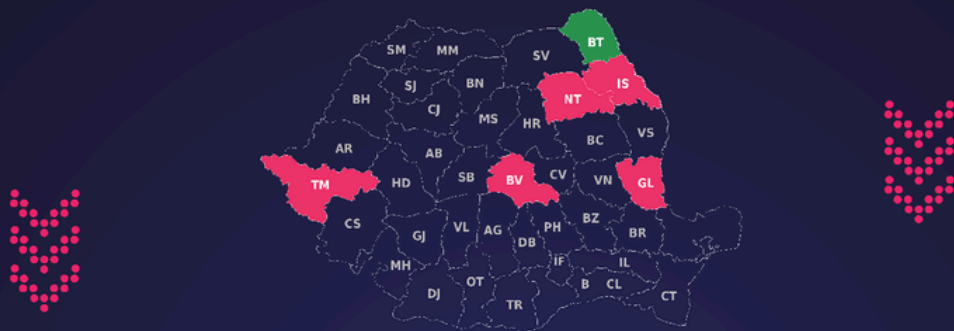 BT
SM
MM
SV
SJ
BN
IS
BH
CJ
NT
MS
HR
VS
BC
AR
AB
TM
HD
SB
BV
CV
VN
GL
CS
GJ
VL
AG
DB
PH
BZ
BR
MH
IF
IL
DJ
OT
B
CL
TR
CT